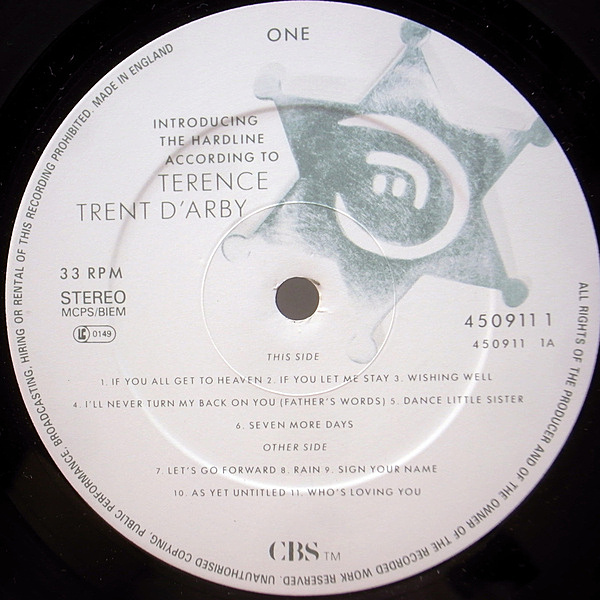 ONE
INTRODUCING
THE HARDLINE
ACCORDING TO
TERENCE
TRENT D'ARBY
33 RPM
STEREO
MCPS/BIEM
LC 0149
450911 1
450911 1A
THIS SIDE
1. IF YOU ALL GET TO HEAVEN 2. IF YOU LET ME STAY 3. WISHING WELL
4. I'LL NEVER TURN MY BACK ON YOU (FATHER'S WORDS) 5. DANCE LITTLE SISTER
6. SEVEN MORE DAYS
OTHER SIDE
7. LET'S GO FORWARD 8. RAIN 9. SIGN YOUR NAME
10. AS YET UNTITLED 11. WHO'S LOVING YOU
CBS TM
ALL RIGHTS OF THE PRODUCER AND OF THE OWNER OF THE RECORDED WORK RESERVED. UNAUTHORISED COPYING, PUBLIC PERFORMANCE, BROADCASTING, HIRING OR RENTAL OF THIS RECORDING PROHIBITED. MADE IN ENGLAND